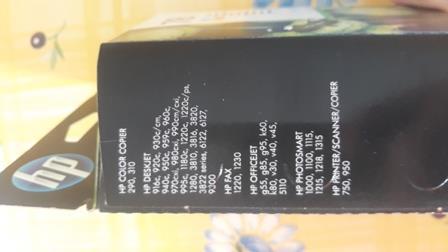 HP COLOR COPIER
290, 310
HP DESKJET
916c, 920c, 930c/cm,
940c, 950c, 959c, 960c,
970cxi, 980cxi, 990cm/cxi,
995c, 1180c, 1220c, 1220c/ps,
1280, 3810, 3816, 3820,
3822 series, 6122, 6127,
9300
HP FAX
1220, 1230
HP OFFICEJET
g55, g85, g95, k60,
k80, v30, v40, v45,
5110
HP PHOTOSMART
1000, 1100, 1115,
1215, 1218, 1315
HP PRINTER/SCANNER/COPIER
750, 950
hp